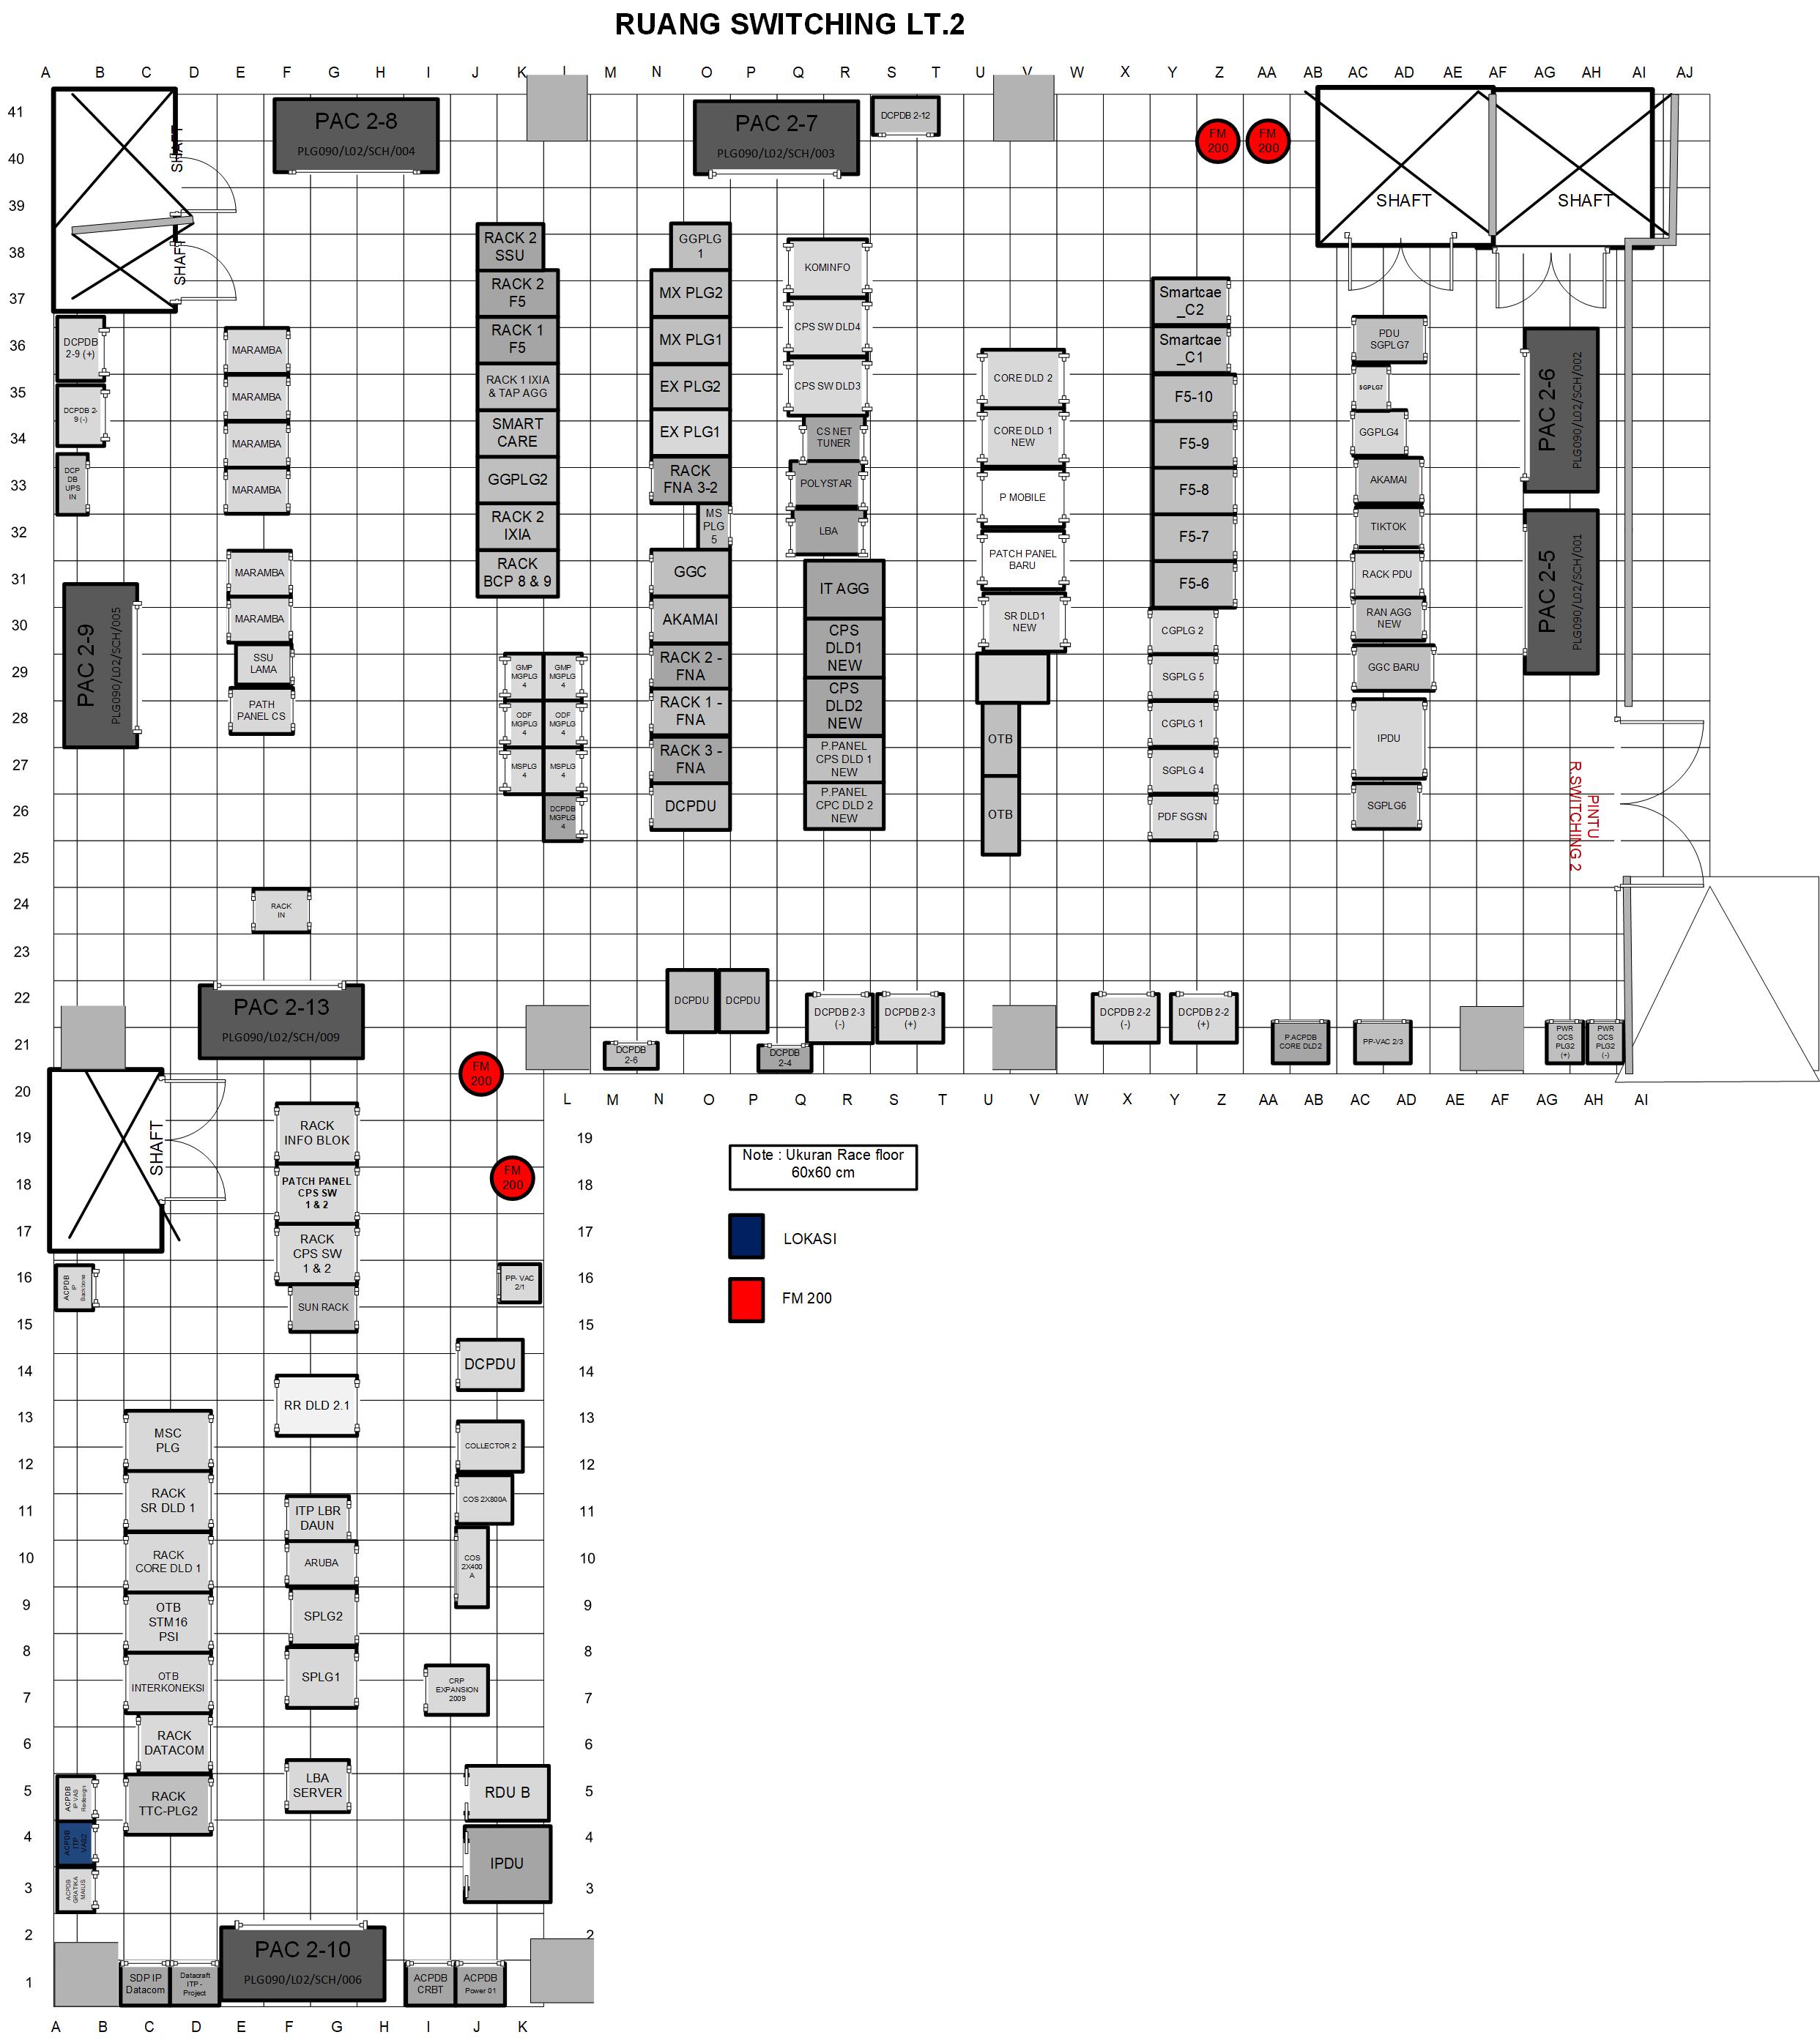 RUANG SWITCHING LT.2
A B C D E F G H I J K L M N O P Q R S T U V W X Y Z AA AB AC AD AE AF AG AH AI AJ
41
40
39
38
37
36
35
34
33
32
31
30
29
28
27
26
25
24
23
22
21
20
SHAFT
SHAFT
PAC 2-8
PLG090/L02/SCH/004
PAC 2-7
PLG090/L02/SCH/003
DCPDB 2-12
FM
200
FM
200
SHAFT
SHAFT
DCPDB
2-9 (+)
DCPDB 2-
9 (-)
DCP
DB
UPS
IN
PAC 2-9
PLG090/L02/SCH/005
MARAMBA
MARAMBA
MARAMBA
MARAMBA
MARAMBA
MARAMBA
SSU
LAMA
PATH
PANEL CS
RACK
IN
RACK 2
SSU
RACK 2
F5
RACK 1
F5
RACK 1 IXIA
& TAP AGG
SMART
CARE
GGPLG2
RACK 2
IXIA
RACK
BCP 8 & 9
GMP
MGPLG
4
GMP
MGPLG
4
ODF
MGPLG
4
ODF
MGPLG
4
MSPLG
4
MSPLG
4
DCPDB
MGPLG
4
GGPLG
1
MX PLG2
MX PLG1
EX PLG2
EX PLG1
RACK
FNA 3-2
MS
PLG
5
GGC
AKAMAI
RACK 2 -
FNA
RACK 1 -
FNA
RACK 3 -
FNA
DCPDU
KOMINFO
CPS SW DLD4
CPS SW DLD3
CS NET
TUNER
POLYSTAR
LBA
IT AGG
CPS
DLD1
NEW
CPS
DLD2
NEW
P.PANEL
CPS DLD 1
NEW
P.PANEL
CPC DLD 2
NEW
CORE DLD 2
CORE DLD 1
NEW
P MOBILE
PATCH PANEL
BARU
SR DLD1
NEW
OTB
OTB
Smartcae
_C2
Smartcae
_C1
F5-10
F5-9
F5-8
F5-7
F5-6
CGPLG 2
SGPLG 5
CGPLG 1
SGPLG 4
PDF SGSN
PDU
SGPLG7
SGPLG7
GGPLG4
AKAMAI
TIKTOK
RACK PDU
RAN AGG
NEW
GGC BARU
IPDU
SGPLG6
PAC 2-6
PLG090/L02/SCH/002
PAC 2-5
PLG090/L02/SCH/001
PINTU
R.SWITCHING 2
PAC 2-13
PLG090/L02/SCH/009
FM
200
DCPDB
2-6
DCPDU
DCPDU
DCPDB
2-4
DCPDB 2-3
(-)
DCPDB 2-3
(+)
DCPDB 2-2
(-)
DCPDB 2-2
(+)
P.ACPDB
CORE DLD2
PP-VAC 2/3
PWR
OCS
PLG2
(+)
PWR
OCS
PLG2
(-)
L M N O P Q R S T U V W X Y Z AA AB AC AD AE AF AG AH AI
19
18
17
16
15
14
13
12
11
10
9
8
7
6
5
4
3
2
1
SHAFT
ACPDB
IP
Backbone
RACK
INFO BLOK
PATCH PANEL
CPS SW
1 & 2
RACK
CPS SW
1 & 2
SUN RACK
RR DLD 2.1
FM
200
PP- VAC
2/1
DCPDU
COLLECTOR 2
COS 2X800A
COS
2X400
A
MSC
PLG
RACK
SR DLD 1
RACK
CORE DLD 1
OTB
STM16
PSI
OTB
INTERKONEKSI
RACK
DATACOM
RACK
TTC-PLG2
ITP LBR
DAUN
ARUBA
SPLG2
SPLG1
LBA
SERVER
CRP
EXPANSION
2009
RDU B
IPDU
ACPDB
IP VAS
Redesign
ACPDB
ITP
VAS2
ACPDB
GRATIKA
MAILIS
PAC 2-10
PLG090/L02/SCH/006
SDP IP
Datacom
Datacraft
ITP -
Project
ACPDB
CRBT
ACPDB
Power 01
19
18
17
16
15
14
13
12
11
10
9
8
7
6
5
4
3
2
A B C D E F G H I J K
Note : Ukuran Race floor
60x60 cm
LOKASI
FM 200